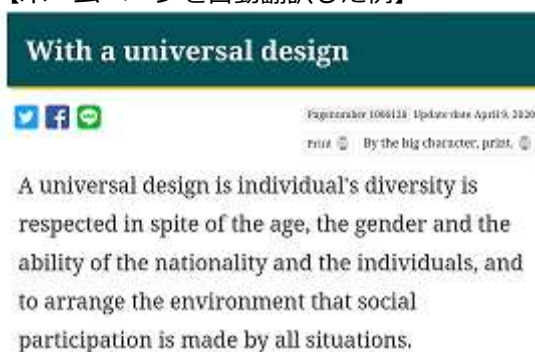 【ホームページを自動翻訳した例】
With a universal design
Pagenumber 1006128 Update date April 9, 2020
Print By the big character, print.
A universal design is individual's diversity is
respected in spite of the age, the gender and the
ability of the nationality and the individuals, and
to arrange the environment that social
participation is made by all situations.